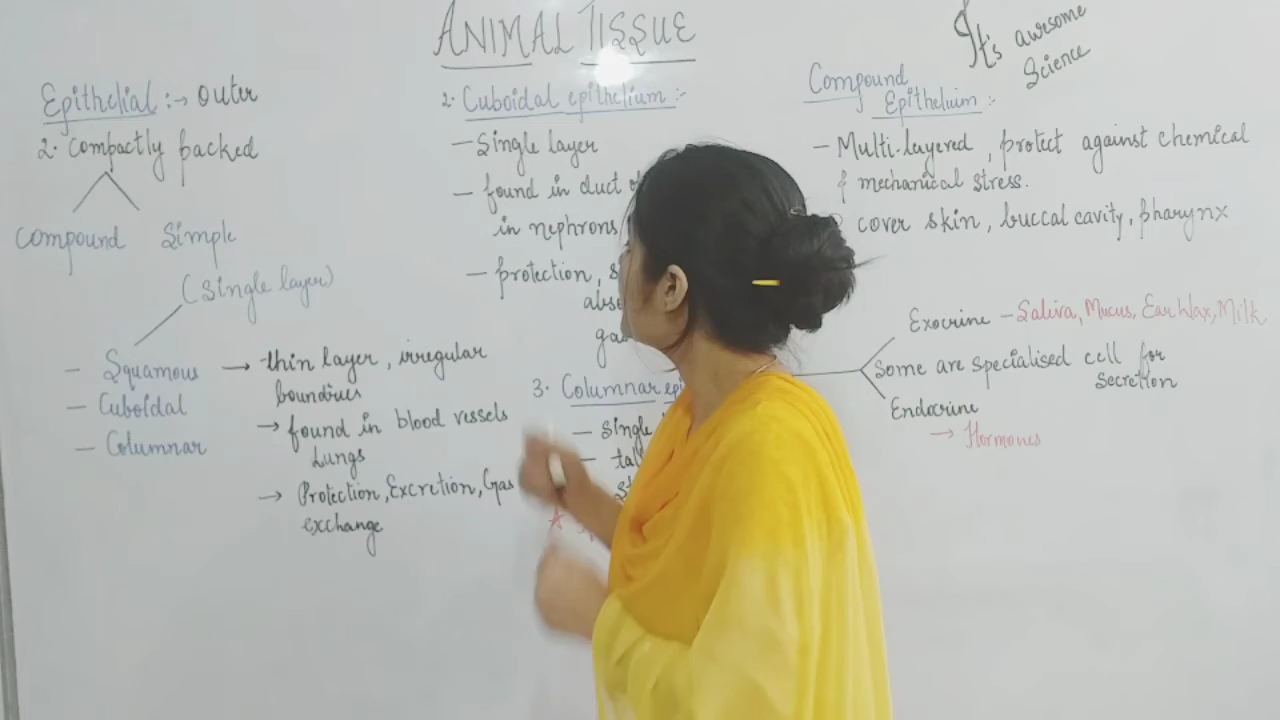 ANIMAL TISSUE
It's awesome
Science
Epithelial :→ Outer
2. Compactly packed
Compound Simple
(Single layer)
– Squamous → thin layer, irregular
boundries
– Cuboidal
– Columnar
→ found in blood vessels
Lungs
→ Protection, Excretion, Gas
exchange
2. Cuboidal epithelium :-
– Single layer
– found in duct
in nephrons
– protection,
3. Columnar
– Single
–
Compound
Epithelium :-
– Multi-layered, protect against chemical
& mechanical stress.
cover skin, buccal cavity, pharynx
Exocrine – Saliva, Mucus, Ear Wax, Milk
Some are specialised cell for
Secretion
Endocrine
→ Hormones